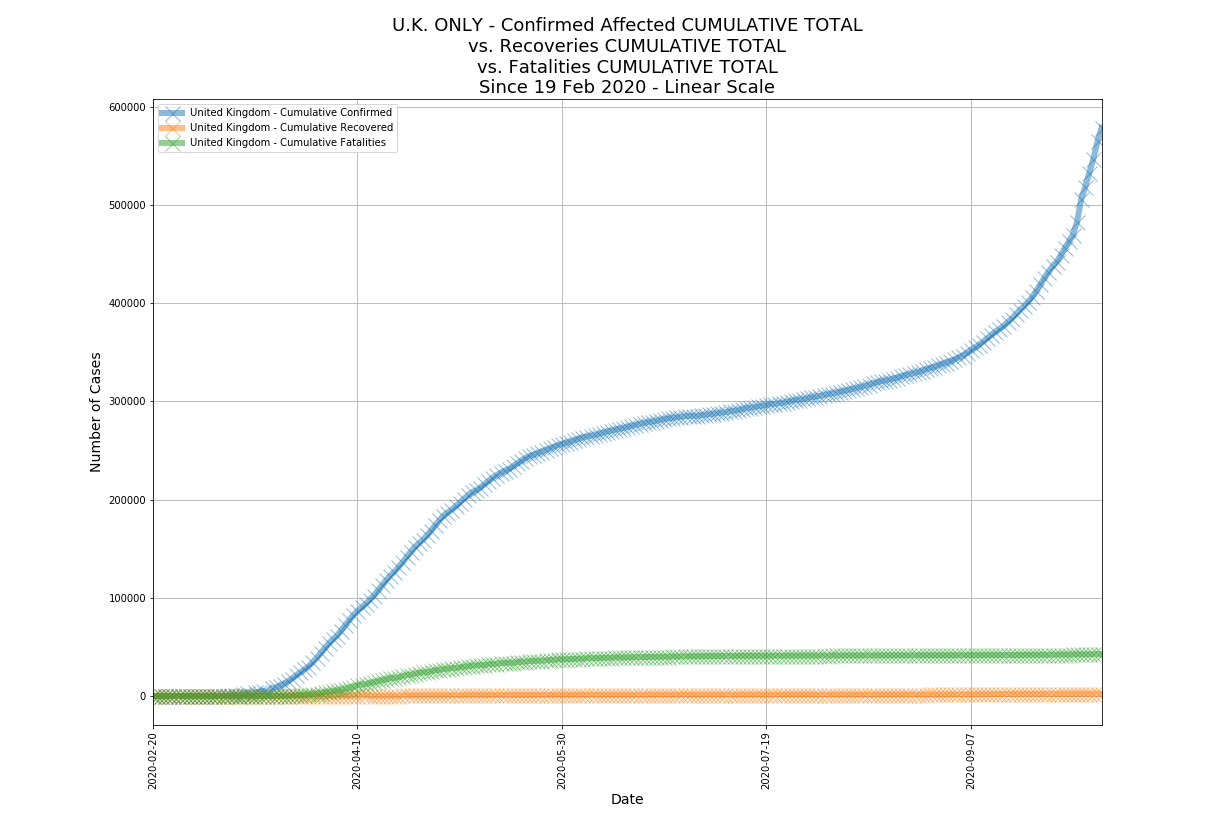 U.K. ONLY - Confirmed Affected CUMULATIVE TOTAL
vs. Recoveries CUMULATIVE TOTAL
vs. Fatalities CUMULATIVE TOTAL
Since 19 Feb 2020 - Linear Scale
United Kingdom - Cumulative Confirmed
United Kingdom - Cumulative Recovered
United Kingdom - Cumulative Fatalities
Number of Cases
600000
500000
400000
300000
200000
100000
0
2020-02-20
2020-04-10
2020-05-30
2020-07-19
2020-09-07
Date